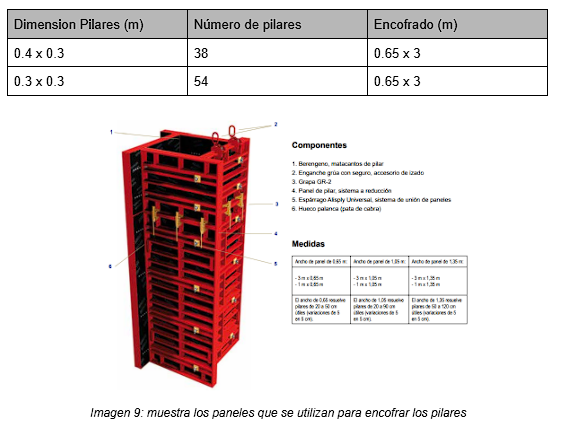 Dimension Pilares (m) Número de pilares Encofrado (m)
0.4 x 0.3 38 0.65 x 3
0.3 x 0.3 54 0.65 x 3
1
2
3
4
5
6
Componentes
1. Berengeno, matacantos de pilar
2. Enganche grúa con seguro, accesorio de izado
3. Grapa GR-2
4. Panel de pilar, sistema a reducción
5. Espárrago Alisply Universal, sistema de unión de paneles
6. Hueco palanca (pata de cabra)
Medidas
Ancho de panel de 0,65 m: Ancho de panel de 1,05 m: Ancho de panel de 1,35 m:
- 3 m x 0,65 m - 3 m x 1,05 m - 3 m x 1,35 m
- 1 m x 0,65 m - 1 m x 1,05 m - 1 m x 1,35 m
El ancho de 0,65 resuelve El ancho de 1,05 resuelve El ancho de 1,35 resuelve
pilares de 20 a 50 cm pilares de 20 a 90 cm pilares de 50 a 120 cm
útiles (variaciones de 5 útiles (variaciones de 5 útiles (variaciones de 5
en 5 cm). en 5 cm). en 5 cm).
Imagen 9: muestra los paneles que se utilizan para encofrar los pilares